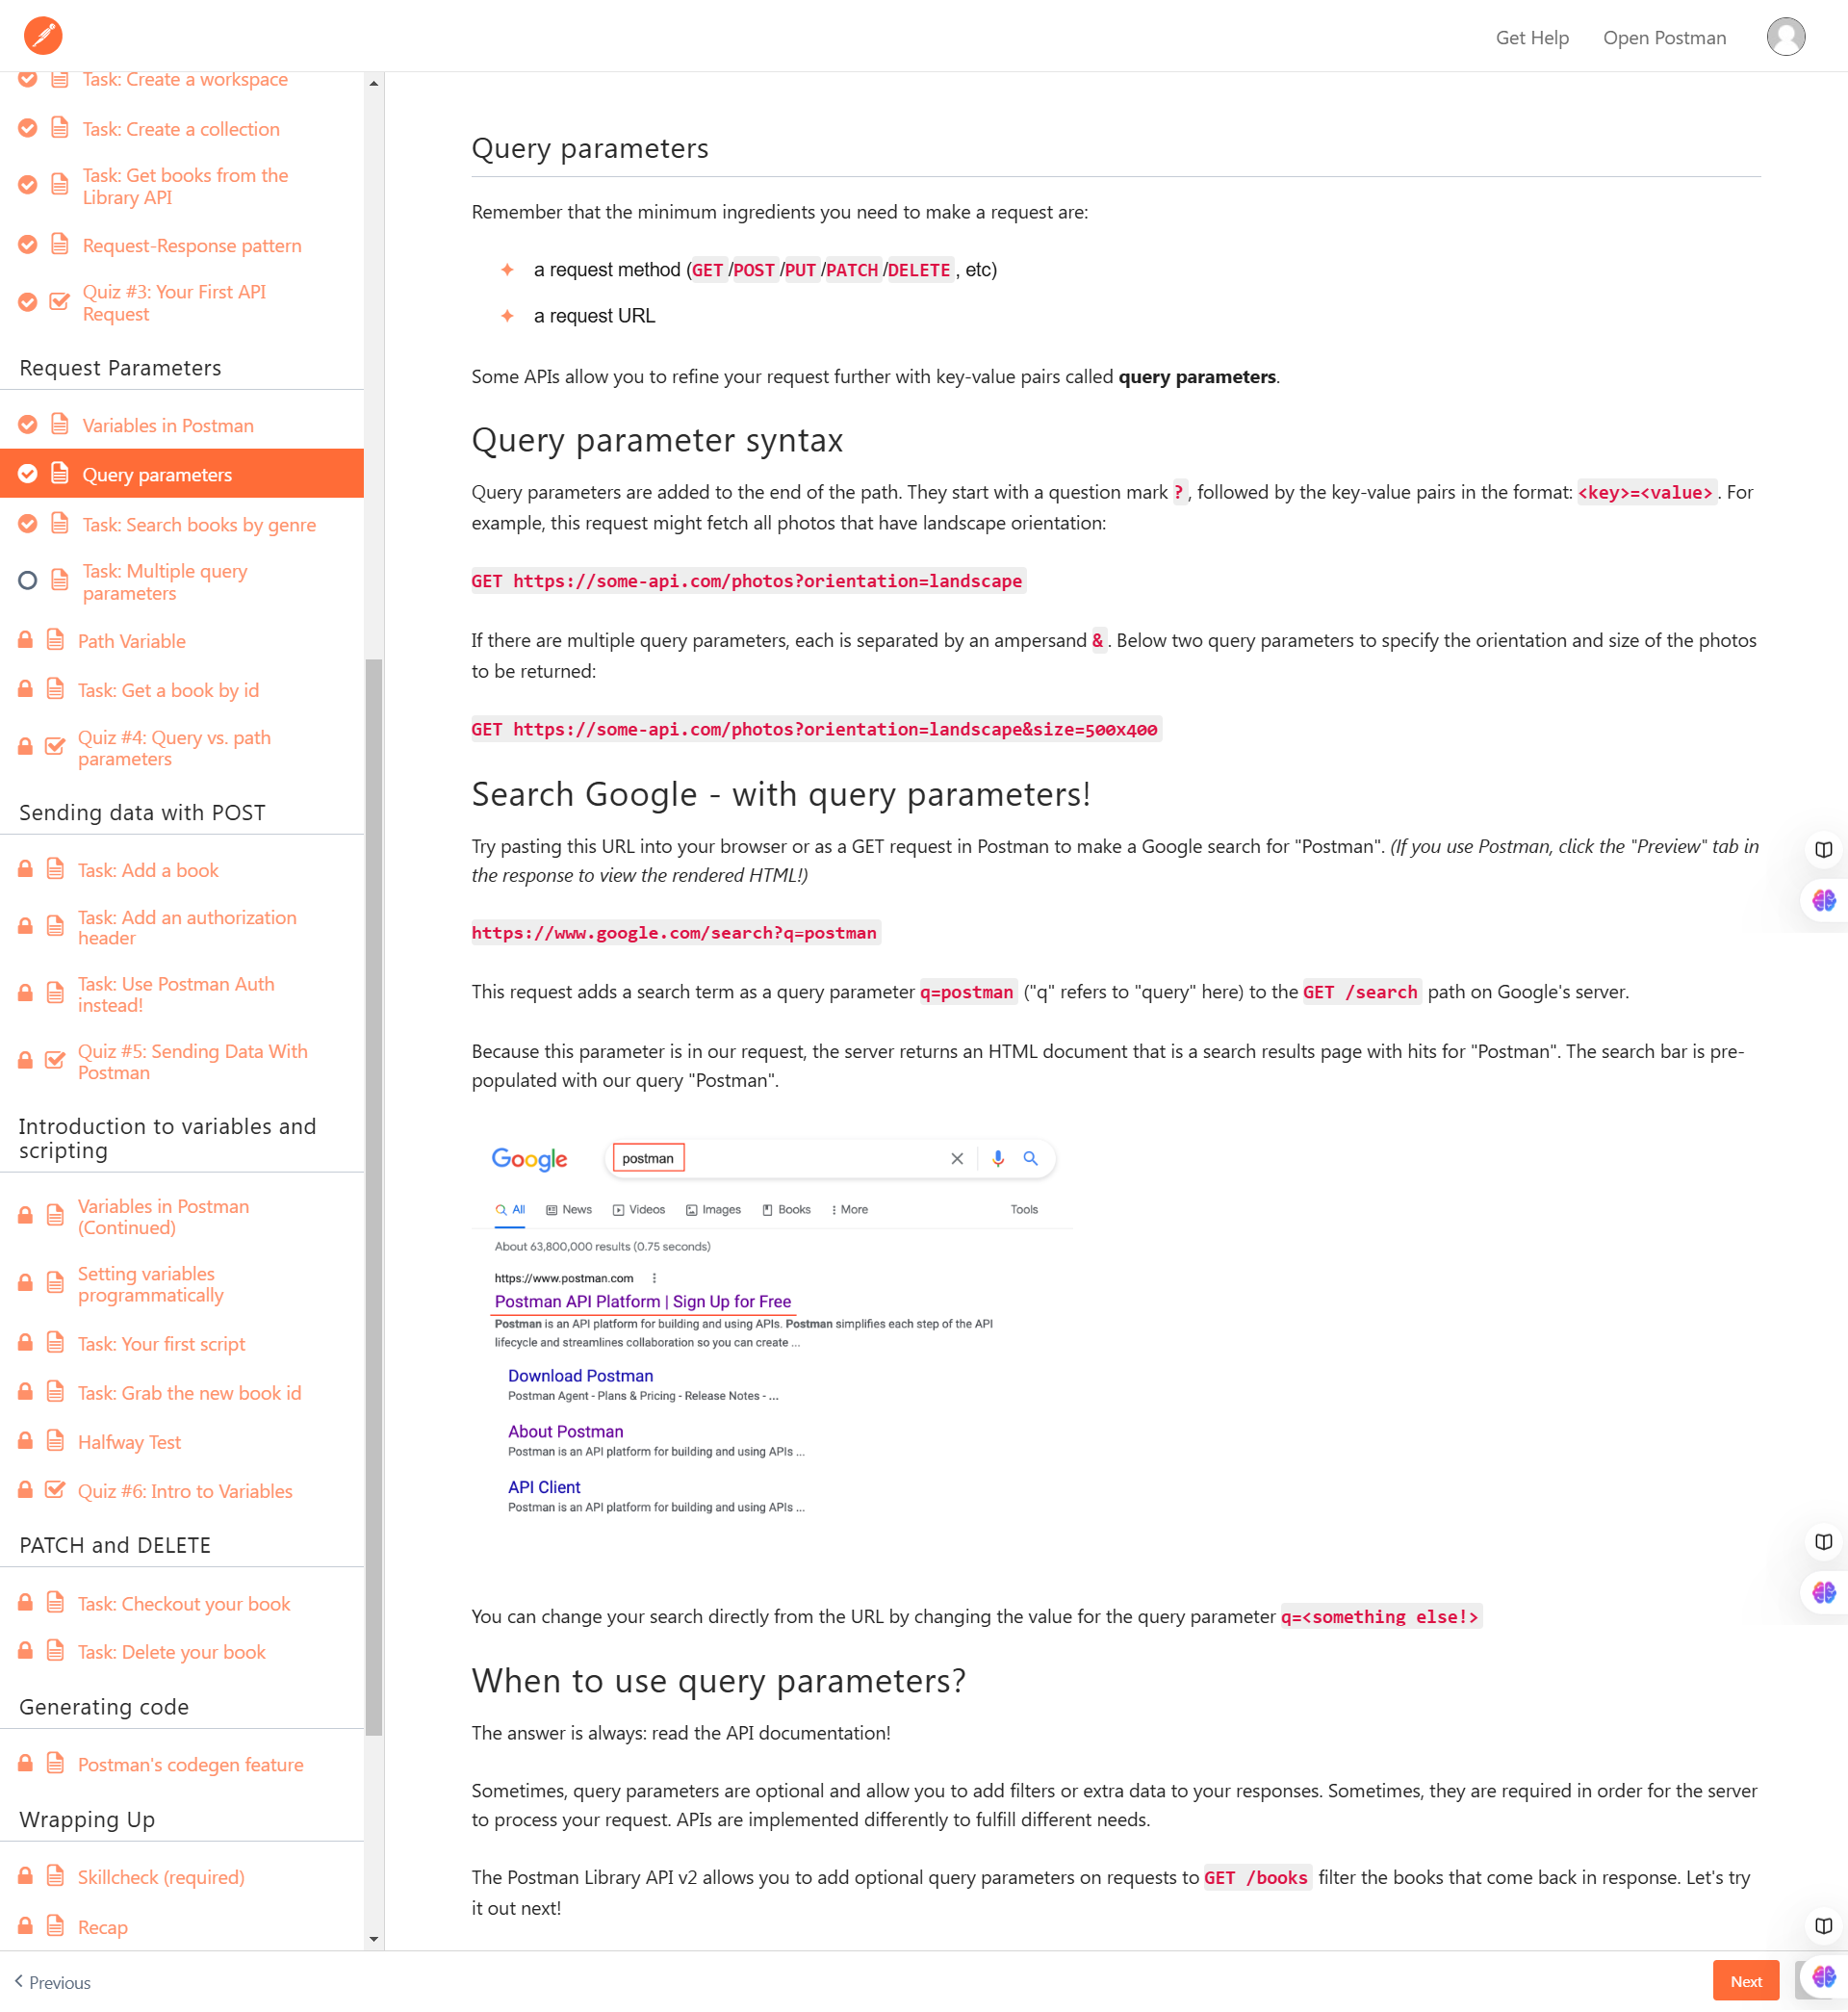 Get Help
Open Postman
Task: Create a workspace
Task: Create a collection
Task: Get books from the
Library API
Request-Response pattern
Quiz #3: Your First API
Request
Request Parameters
Variables in Postman
Query parameters
Task: Search books by genre
Task: Multiple query
parameters
Path Variable
Task: Get a book by id
Quiz #4: Query vs. path
parameters
Sending data with POST
Task: Add a book
Task: Add an authorization
header
Task: Use Postman Auth
instead!
Quiz #5: Sending Data With
Postman
Introduction to variables and
scripting
Variables in Postman
(Continued)
Setting variables
programmatically
Task: Your first script
Task: Grab the new book id
Halfway Test
Quiz #6: Intro to Variables
PATCH and DELETE
Task: Checkout your book
Task: Delete your book
Generating code
Postman's codegen feature
Wrapping Up
Skillcheck (required)
Recap
Query parameters
Remember that the minimum ingredients you need to make a request are:
a request method (GET /POST /PUT /PATCH /DELETE , etc)
a request URL
Some APIs allow you to refine your request further with key-value pairs called query parameters.
Query parameter syntax
Query parameters are added to the end of the path. They start with a question mark ? , followed by the key-value pairs in the format: <key>=<value> . For
example, this request might fetch all photos that have landscape orientation:
GET https://some-api.com/photos?orientation=landscape
If there are multiple query parameters, each is separated by an ampersand & . Below two query parameters to specify the orientation and size of the photos
to be returned:
GET https://some-api.com/photos?orientation=landscape&size=500x400
Search Google - with query parameters!
Try pasting this URL into your browser or as a GET request in Postman to make a Google search for "Postman". (If you use Postman, click the "Preview" tab in
the response to view the rendered HTML!)
https://www.google.com/search?q=postman
This request adds a search term as a query parameter q=postman ("q" refers to "query" here) to the GET /search path on Google's server.
Because this parameter is in our request, the server returns an HTML document that is a search results page with hits for "Postman". The search bar is pre-
populated with our query "Postman".
Google
postman
All
News
Videos
Images
Books
More
Tools
About 63,800,000 results (0.75 seconds)
https://www.postman.com
Postman API Platform | Sign Up for Free
Postman is an API platform for building and using APIs. Postman simplifies each step of the API
lifecycle and streamlines collaboration so you can create ...
Download Postman
Postman Agent - Plans & Pricing - Release Notes - ...
About Postman
Postman is an API platform for building and using APIs ...
API Client
Postman is an API platform for building and using APIs ...
You can change your search directly from the URL by changing the value for the query parameter q=<something else!>
When to use query parameters?
The answer is always: read the API documentation!
Sometimes, query parameters are optional and allow you to add filters or extra data to your responses. Sometimes, they are required in order for the server
to process your request. APIs are implemented differently to fulfill different needs.
The Postman Library API v2 allows you to add optional query parameters on requests to GET /books filter the books that come back in response. Let's try
it out next!
Previous
Next